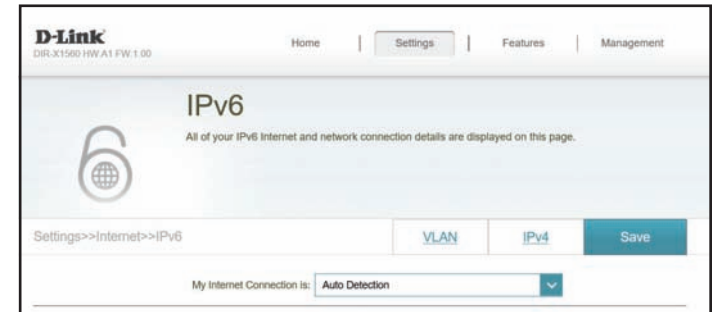 D-Link
DIR-X1560 HW:A1 FW:1.00
Home | Settings | Features | Management
IPv6
All of your IPv6 Internet and network connection details are displayed on this page.
Settings>>Internet>>IPv6
VLAN
IPv4
Save
My Internet Connection is: Auto Detection